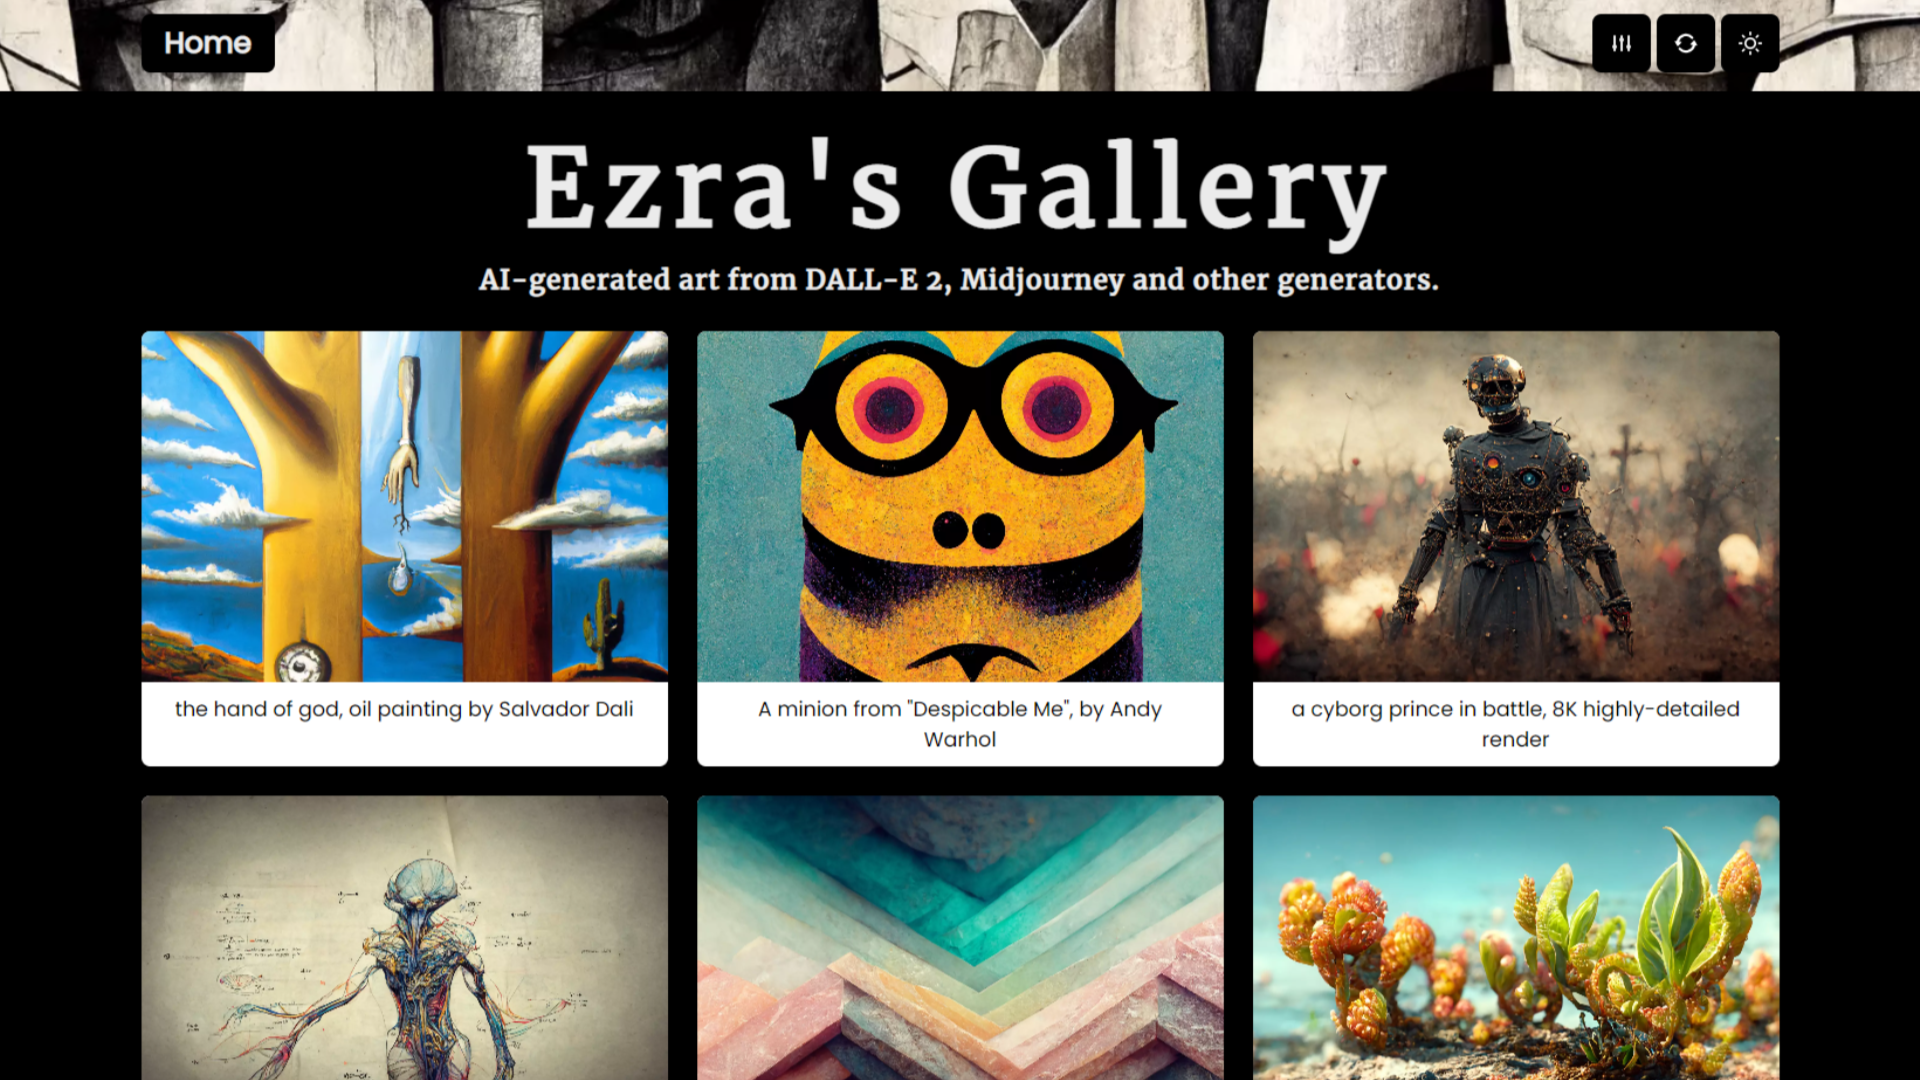 Home
Ezra's Gallery
AI-generated art from DALL-E 2, Midjourney and other generators.
the hand of god, oil painting by Salvador Dali
A minion from "Despicable Me", by Andy
Warhol
a cyborg prince in battle, 8K highly-detailed
render